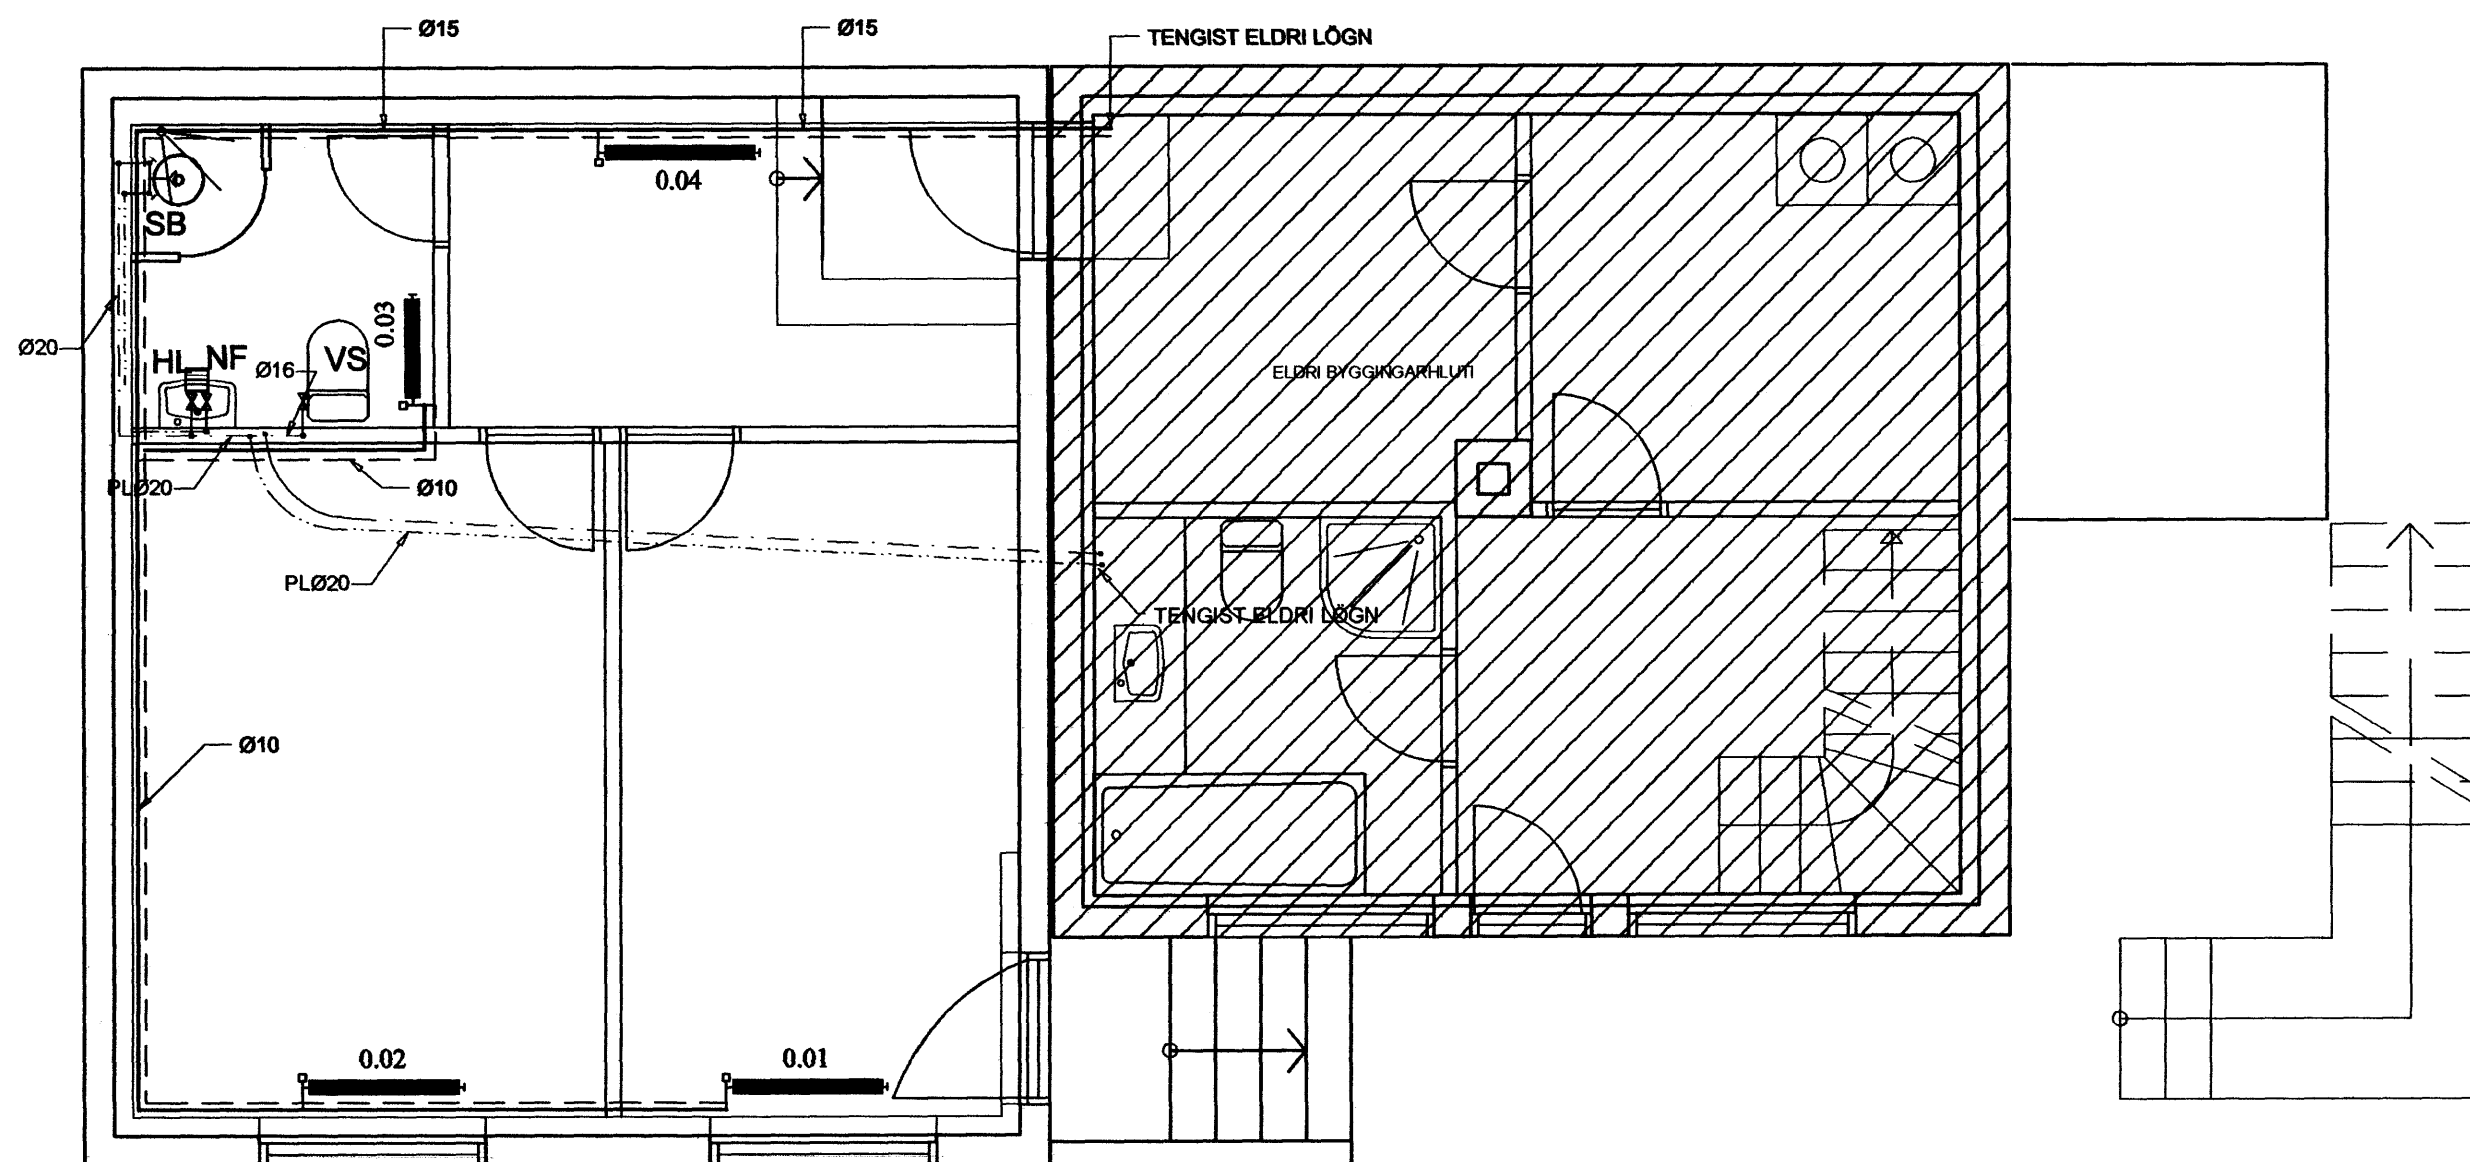 Ø15
Ø15
TENGIST ELDRI LÖGN
0.04
SB
0.03
Ø20
HL
NF
Ø16
VS
ELDRI BYGGINGARHLUTI
PLØ20
Ø10
PLØ20
TENGIST ELDRI LÖGN
Ø10
0.02
0.01